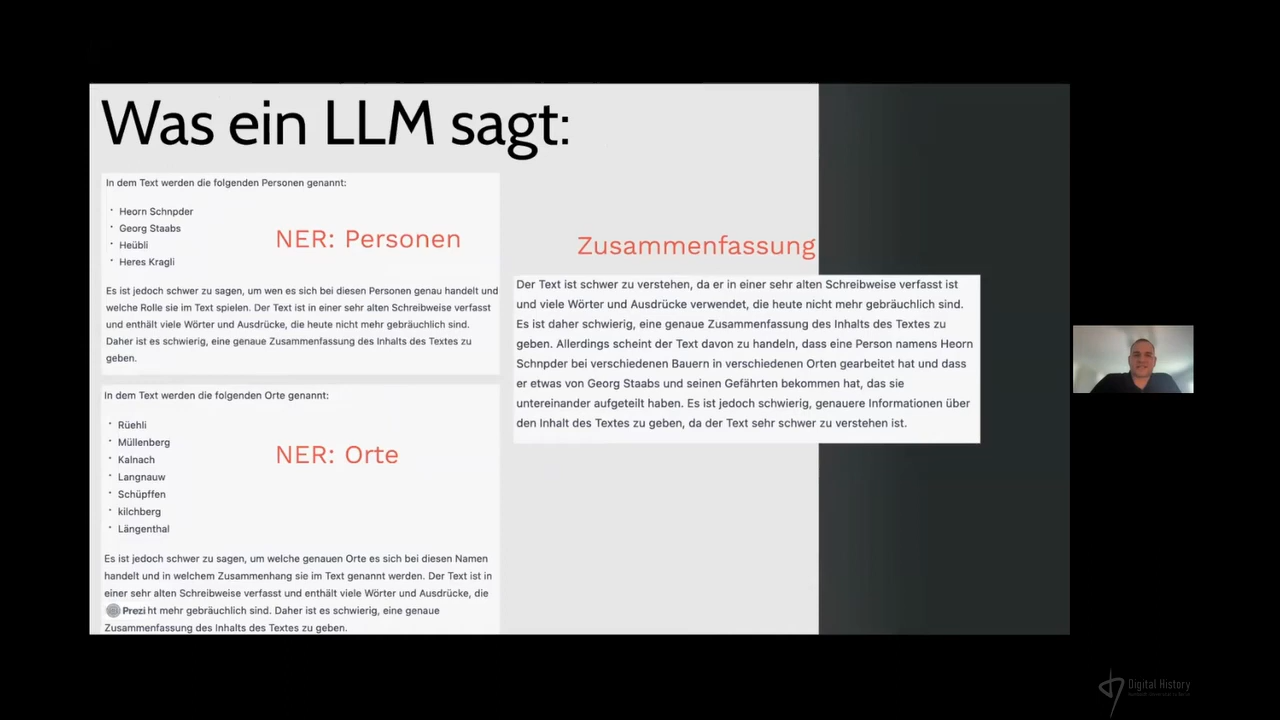 Was ein LLM sagt:
In dem Text werden die folgenden Personen genannt:
· Heorn Schnpder
· Georg Staabs
· Heübli
· Heres Kragli
NER: Personen
Es ist jedoch schwer zu sagen, um wen es sich bei diesen Personen genau handelt und
welche Rolle sie im Text spielen. Der Text ist in einer sehr alten Schreibweise verfasst
und enthält viele Wörter und Ausdrücke, die heute nicht mehr gebräuchlich sind.
Daher ist es schwierig, eine genaue Zusammenfassung des Inhalts des Textes zu
geben.
In dem Text werden die folgenden Orte genannt:
· Rüehli
· Müllenberg
· Kalnach
· Langnauw
· Schüpffen
· kilchberg
· Längenthal
NER: Orte
Es ist jedoch schwer zu sagen, um welche genauen Orte es sich bei diesen Namen
handelt und in welchem Zusammenhang sie im Text genannt werden. Der Text ist in
einer sehr alten Schreibweise verfasst und enthält viele Wörter und Ausdrücke, die
Prezi ht mehr gebräuchlich sind. Daher ist es schwierig, eine genaue
Zusammenfassung des Inhalts des Textes zu geben.
Zusammenfassung
Der Text ist schwer zu verstehen, da er in einer sehr alten Schreibweise verfasst ist
und viele Wörter und Ausdrücke verwendet, die heute nicht mehr gebräuchlich sind.
Es ist daher schwierig, eine genaue Zusammenfassung des Inhalts des Textes zu
geben. Allerdings scheint der Text davon zu handeln, dass eine Person namens Heorn
Schnpder bei verschiedenen Bauern in verschiedenen Orten gearbeitet hat und dass
er etwas von Georg Staabs und seinen Gefährten bekommen hat, das sie
untereinander aufgeteilt haben. Es ist jedoch schwierig, genauere Informationen über
den Inhalt des Textes zu geben, da der Text sehr schwer zu verstehen ist.
Digital History